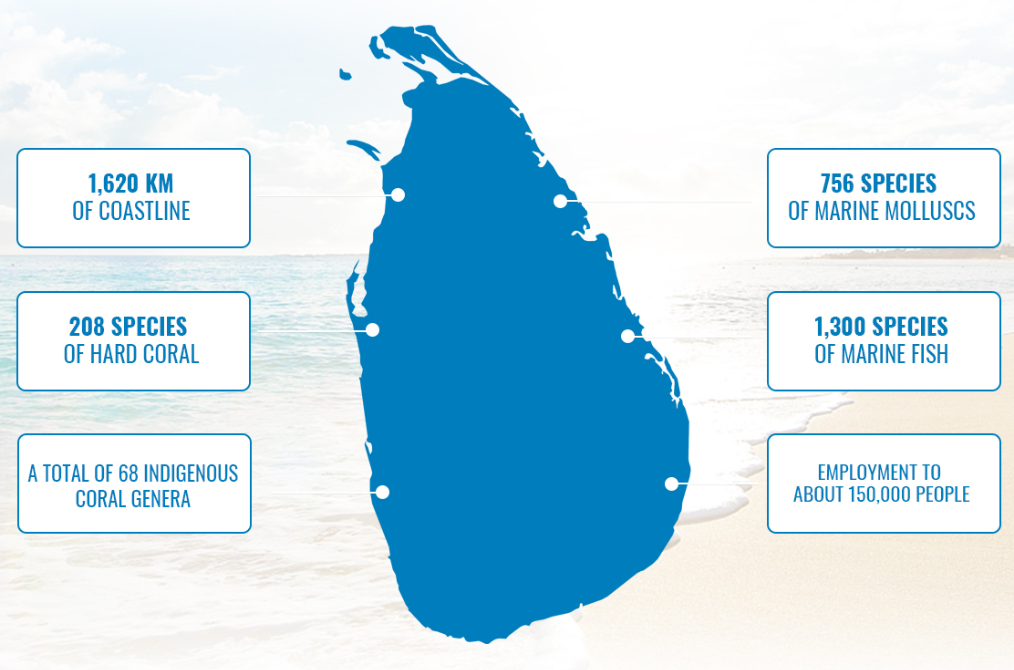 1,620 KM
OF COASTLINE
756 SPECIES
OF MARINE MOLLUSCS
208 SPECIES
OF HARD CORAL
1,300 SPECIES
OF MARINE FISH
A TOTAL OF 68 INDIGENOUS
CORAL GENERA
EMPLOYMENT TO
ABOUT 150,000 PEOPLE